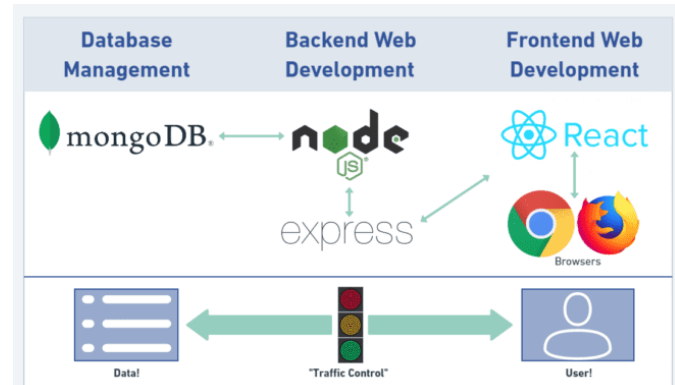 Database
Management
Backend Web
Development
Frontend Web
Development
mongoDB®
node
JS®
React
express
Browsers
Data!
"Traffic Control"
User!